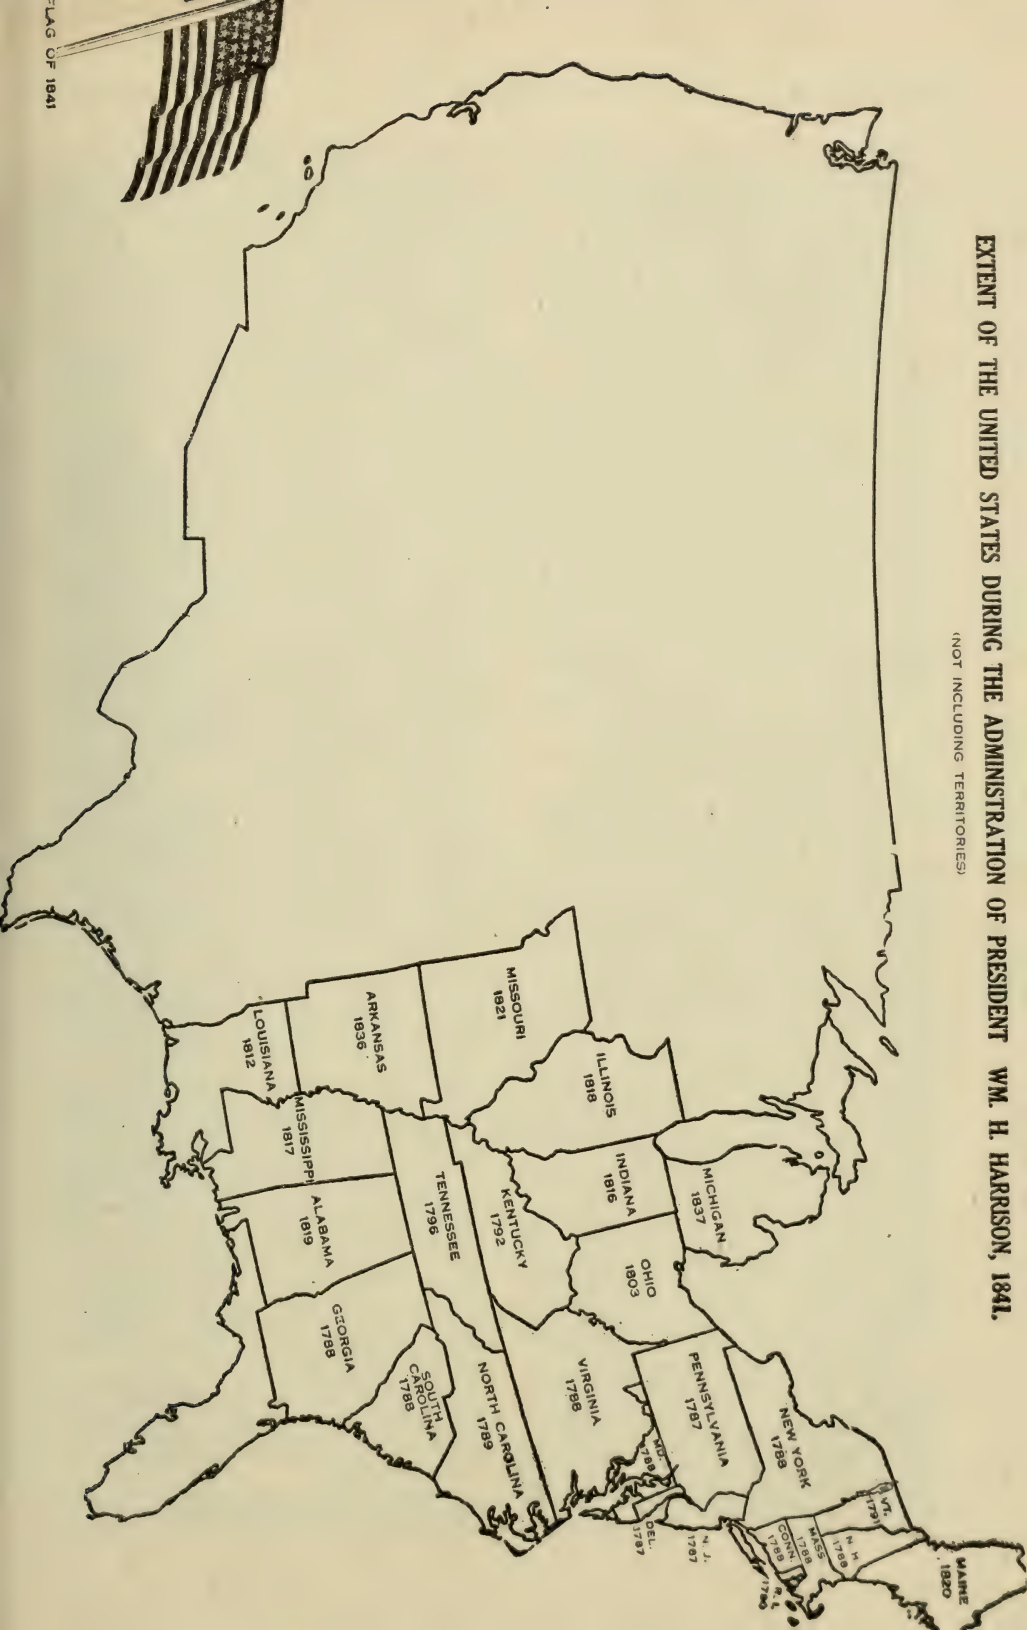 EXTENT OF THE UNITED STATES DURING THE ADMINISTRATION OF PRESIDENT WM. H. HARRISON, 1841.
(NOT INCLUDING TERRITORIES)
MAINE
1820
VT.
1791
N. H.
1788
MASS
1788
CONN.
1788
R. I.
1790
NEW YORK
1788
PENNSYLVANIA
1787
N. J.
1787
DEL.
1787
MD.
1788
MICHIGAN
1837
OHIO
1803
INDIANA
1816
ILLINOIS
1818
VIRGINIA
1788
MISSOURI
1821
KENTUCKY
1792
NORTH CAROLINA
1789
TENNESSEE
1796
SOUTH
CAROLINA
1788
ARKANSAS
1836
GEORGIA
1788
ALABAMA
1819
MISSISSIPPI
1817
LOUISIANA
1812
FLAG OF 1841